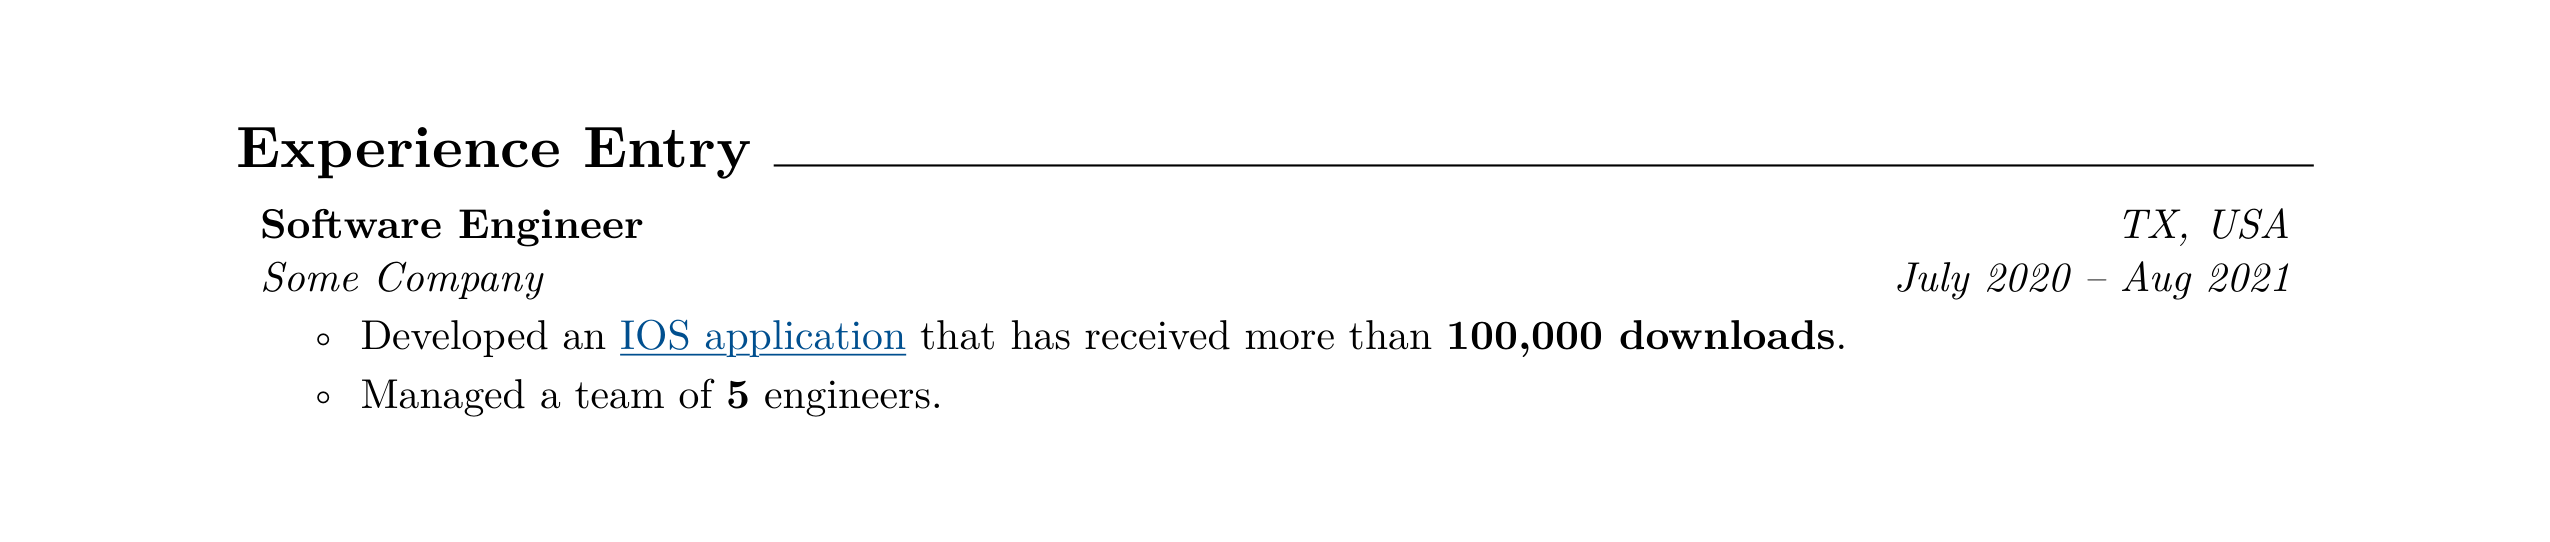 Experience Entry
Software Engineer TX, USA
Some Company July 2020 – Aug 2021
◦ Developed an IOS application that has received more than 100,000 downloads.
◦ Managed a team of 5 engineers.